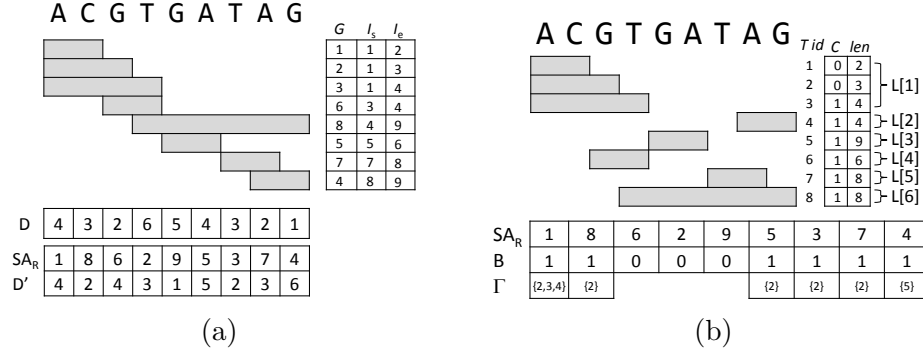 A C G T G A T A G
G Is Ie
1 1 2
2 1 3
3 1 4
6 3 4
8 4 9
5 5 6
7 7 8
4 8 9
D 4 3 2 6 5 4 3 2 1
SAR 1 8 6 2 9 5 3 7 4
D' 4 2 4 3 1 5 2 3 6
(a)
A C G T G A T A G
T id C len
1 0 2
2 0 3 L[1]
3 1 4
4 1 4 L[2]
5 1 9 L[3]
6 1 6 L[4]
7 1 8 L[5]
8 1 8 L[6]
SAR 1 8 6 2 9 5 3 7 4
B 1 1 0 0 0 1 1 1 1
Γ {2,3,4} {2} {2} {2} {2} {5}
(b)